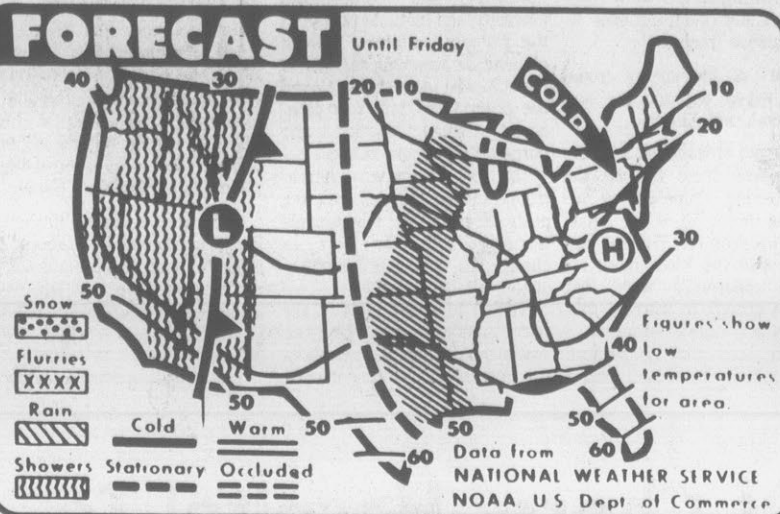 FORECAST
Until Friday
40
30
20
-10
COLD
10
20
L
H
30
50
40
50
50
50
60
50
60
Snow
Flurries
XXXX
Rain
Showers
Cold
Warm
Stationary
Occluded
Figures show
low
temperatures
for area.
Data from
NATIONAL WEATHER SERVICE
NOAA, U S Dept. of Commerce